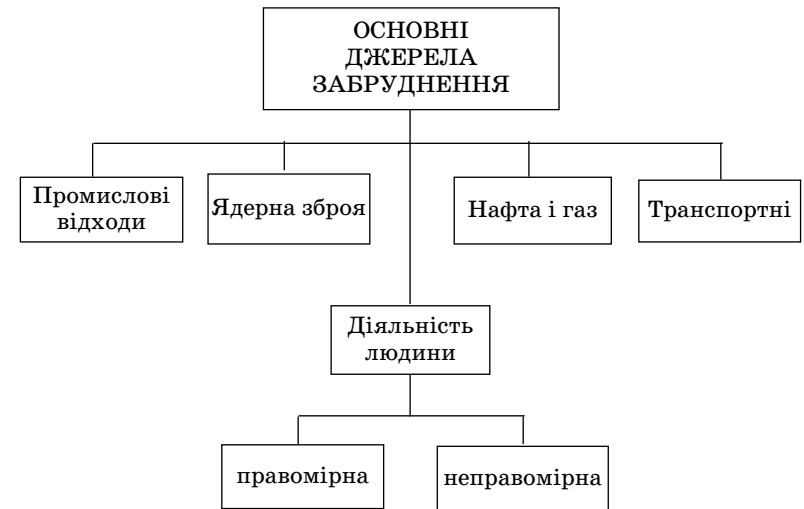 ОСНОВНІ
ДЖЕРЕЛА
ЗАБРУДНЕННЯ
Промислові
відходи
Ядерна зброя
Нафта і газ
Транспортні
Діяльність
людини
правомірна
неправомірна